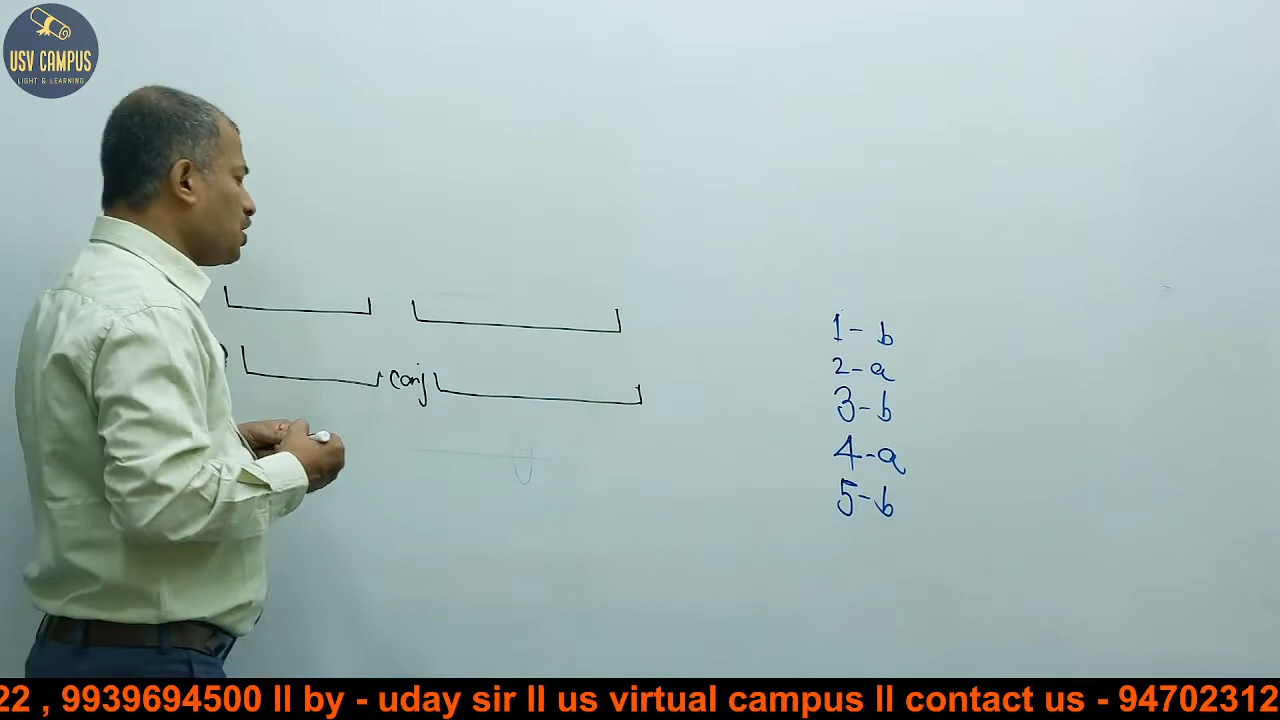 USV CAMPUS
LIGHT & LEARNING
conj
1- b
2- a
3- b
4- a
5- b
22 , 9939694500 ll by - uday sir ll us virtual campus ll contact us - 94702312